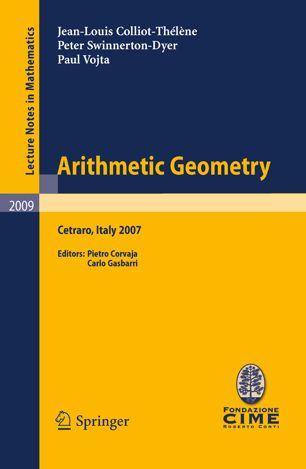 Jean-Louis Colliot-Thélène
Peter Swinnerton-Dyer
Paul Vojta
Lecture Notes in Mathematics
Arithmetic Geometry
2009
Cetraro, Italy 2007
Editors: Pietro Corvaja
Carlo Gasbarri
Springer
FONDAZIONE
CIME
ROBERTO CONTI